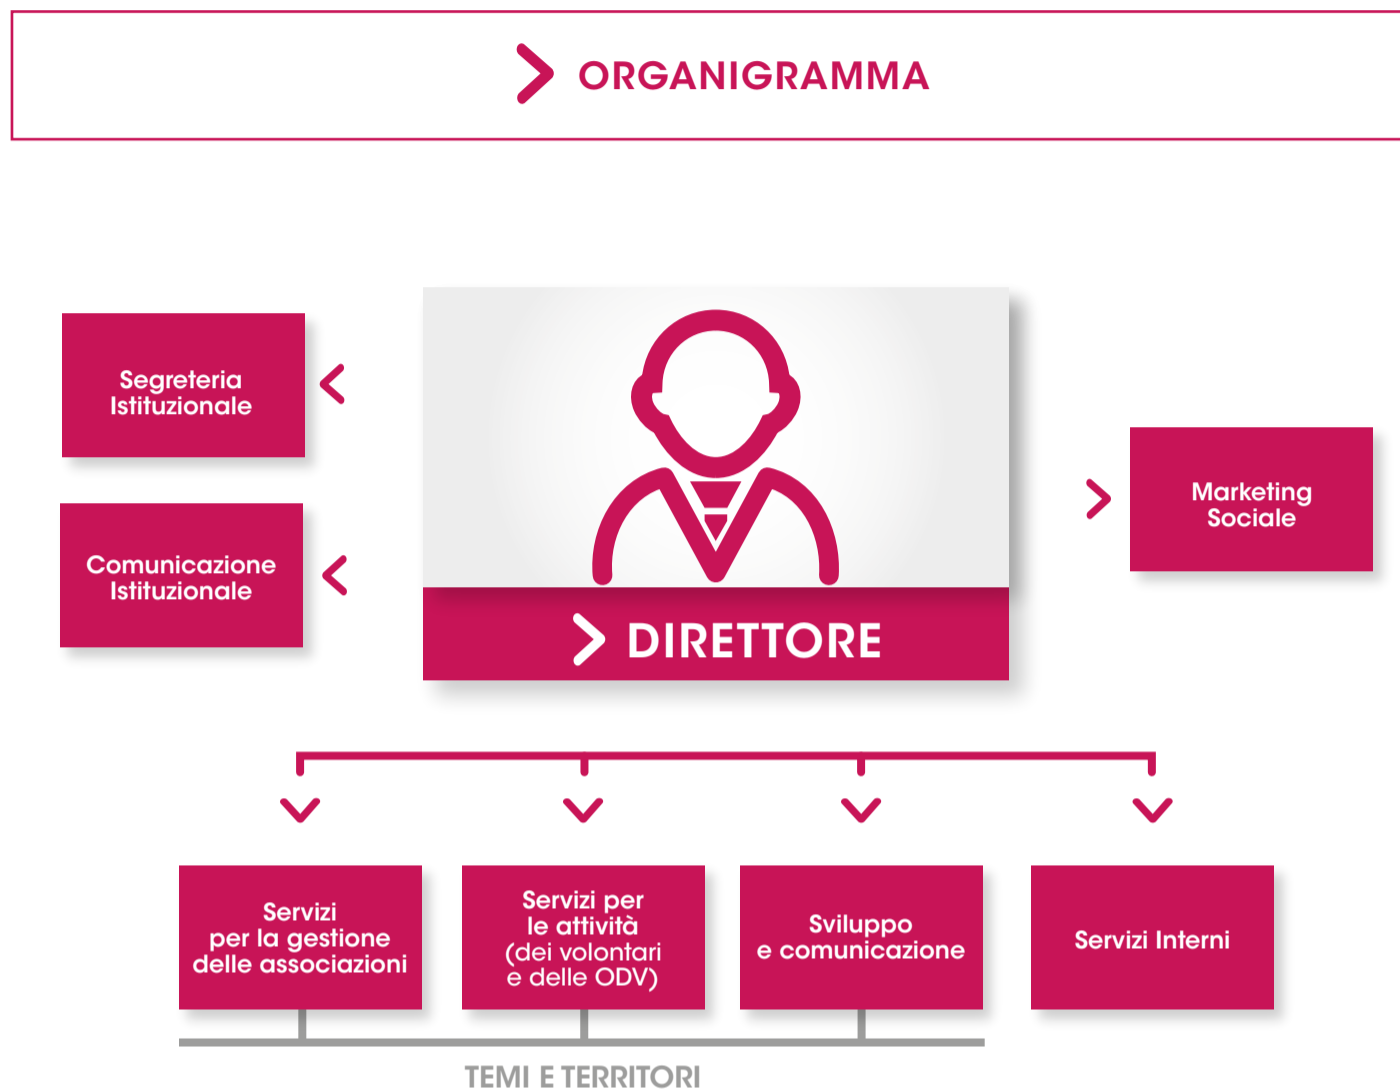 ORGANIGRAMMA
Segreteria
Istituzionale
Comunicazione
Istituzionale
Marketing
Sociale
DIRETTORE
Servizi
per la gestione
delle associazioni
Servizi per
le attività
(dei volontari
e delle ODV)
Sviluppo
e comunicazione
Servizi Interni
TEMI E TERRITORI